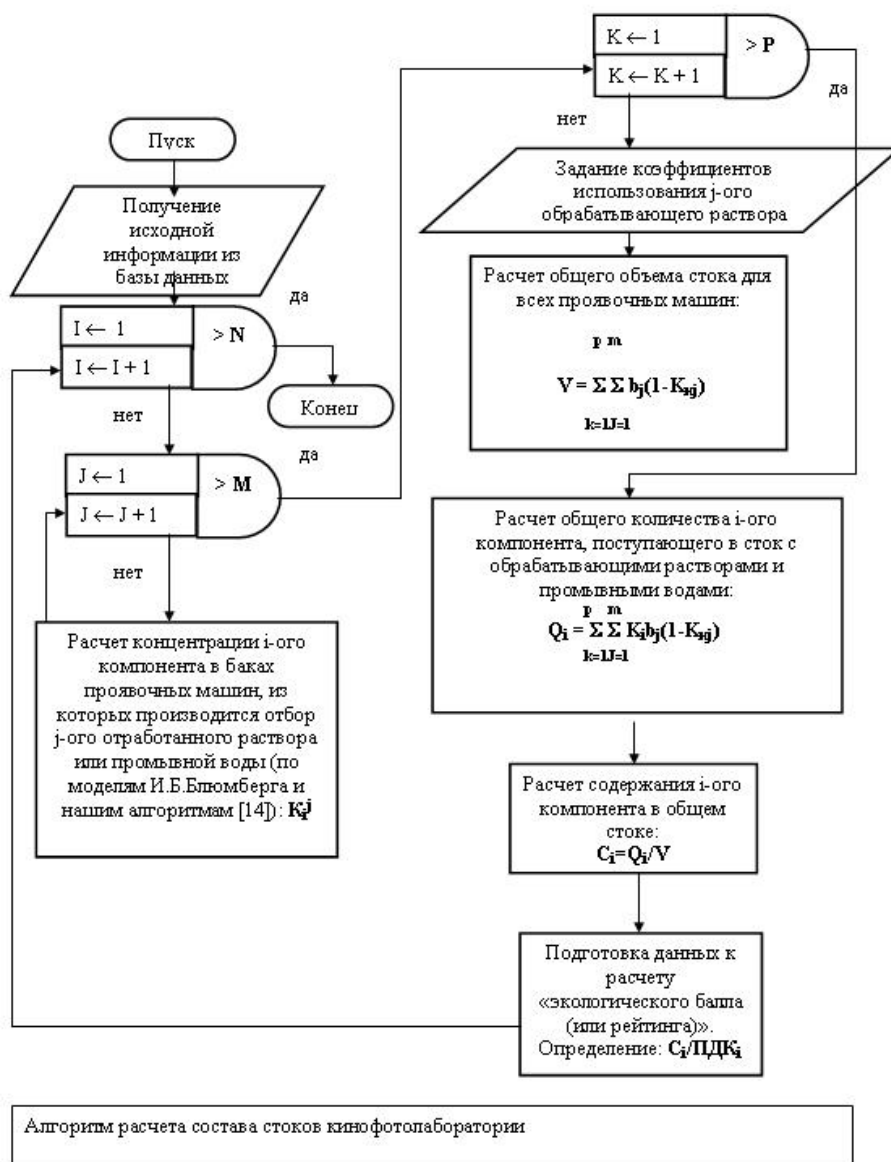 Пуск
Получение
исходной
информации из
базы данных
да
I ← 1
> N
I ← I + 1
Конец
нет
да
J ← 1
> M
J ← J + 1
нет
Расчет концентрации i-ого
компонента в баках
проявочных машин, из
которых производится отбор
j-ого отработанного раствора
или промывной воды (по
моделям И.Б.Блюмберга и
нашим алгоритмам [14]): Kij
K ← 1
> P
K ← K + 1
да
нет
Задание коэффициентов
использования j-ого
обрабатывающего раствора
Расчет общего объема стока для
всех проявочных машин:
p m
V = Σ Σ bj(1-Kиj)
k=1J=1
Расчет общего количества i-ого
компонента, поступающего в сток с
обрабатывающими растворами и
промывными водами:
p m
Qi = Σ Σ Kibj(1-Kиj)
k=1J=1
Расчет содержания i-ого
компонента в общем
стоке:
Ci=Qi/V
Подготовка данных к
расчету
«экологического балла
(или рейтинга)».
Определение: Ci/ПДКi
Алгоритм расчета состава стоков кинофотолаборатории